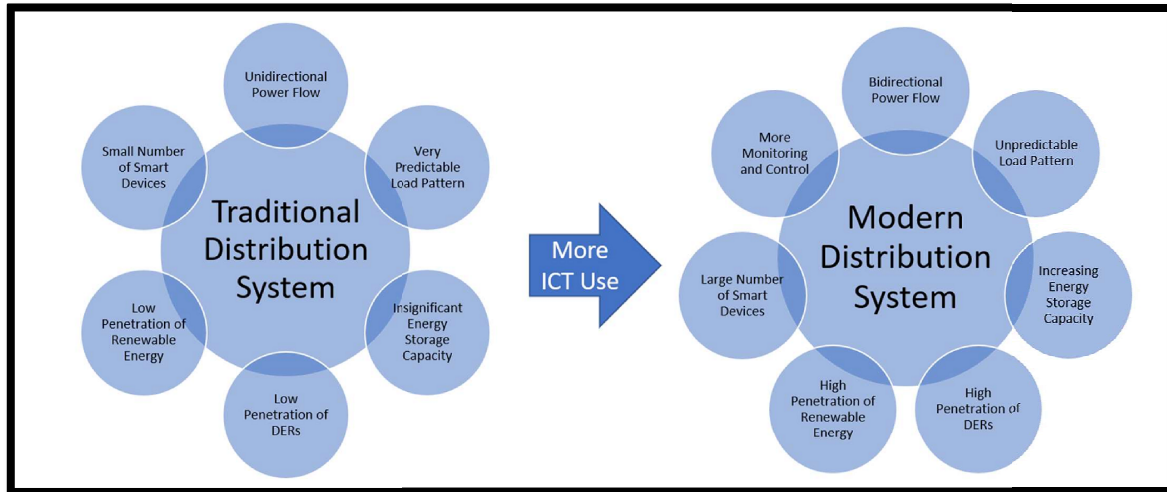 Unidirectional
Power Flow
Very
Predictable
Load Pattern
Insignificant
Energy
Storage
Capacity
Low
Penetration of
DERs
Low
Penetration of
Renewable
Energy
Small Number
of Smart
Devices
Traditional
Distribution
System
More
ICT Use
Bidirectional
Power Flow
Unpredictable
Load Pattern
Increasing
Energy
Storage
Capacity
High
Penetration of
DERs
High
Penetration of
Renewable
Energy
Large Number
of Smart
Devices
More
Monitoring
and Control
Modern
Distribution
System